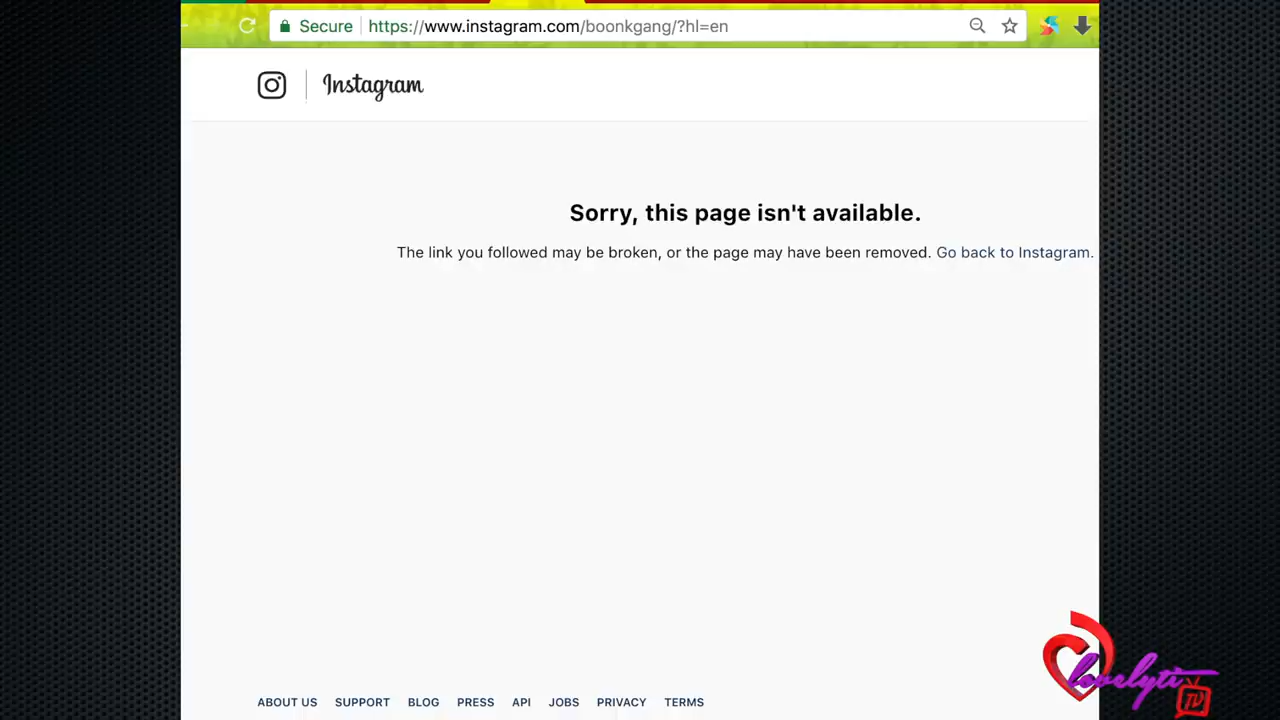 Secure https://www.instagram.com/boonkgang/?hl=en
Instagram
Sorry, this page isn't available.
The link you followed may be broken, or the page may have been removed. Go back to Instagram.
ABOUT US SUPPORT BLOG PRESS API JOBS PRIVACY TERMS
lovelyti
TV